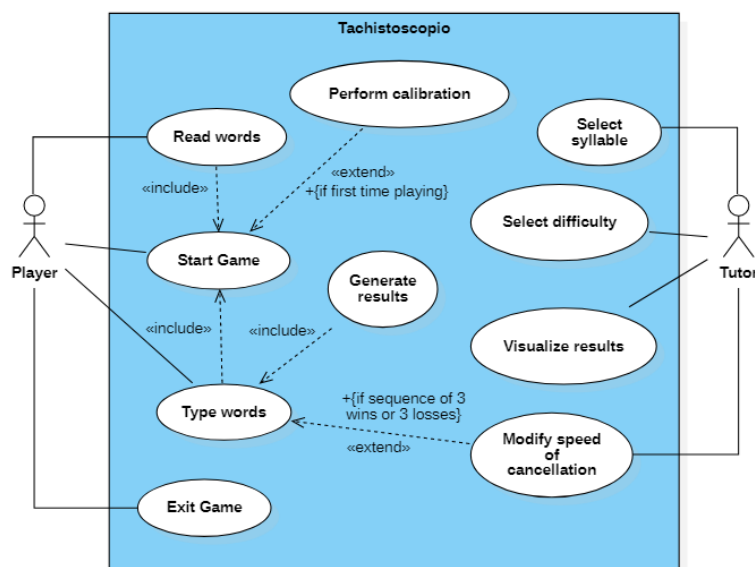 Tachistoscopio
Perform calibration
Read words
Select
syllable
«extend»
+{if first time playing}
«include»
Select difficulty
Start Game
Player
Tutor
Generate
results
«include»
«include»
Visualize results
+{if sequence of 3
wins or 3 losses}
Type words
«extend»
Modify speed
of
cancellation
Exit Game